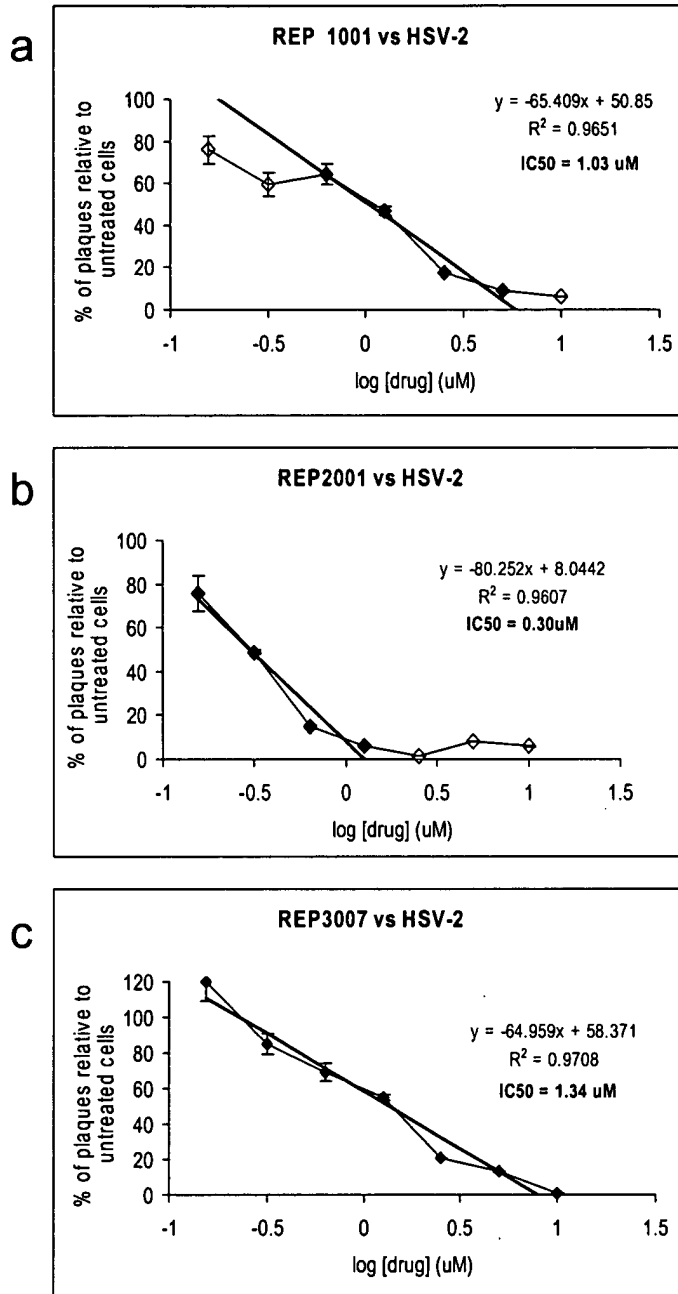 a
REP 1001 vs HSV-2
y = -65.409x + 50.85
R² = 0.9651
IC50 = 1.03 uM
% of plaques relative to
untreated cells
100
80
60
40
20
0
-1 -0.5 0 0.5 1 1.5
log [drug] (uM)
b
REP2001 vs HSV-2
y = -80.252x + 8.0442
R² = 0.9607
IC50 = 0.30uM
% of plaques relative to
untreated cells
100
80
60
40
20
0
-1 -0.5 0 0.5 1 1.5
log [drug] (uM)
c
REP3007 vs HSV-2
y = -64.959x + 58.371
R² = 0.9708
IC50 = 1.34 uM
% of plaques relative to
untreated cells
120
100
80
60
40
20
0
-1 -0.5 0 0.5 1 1.5
log [drug] (uM)